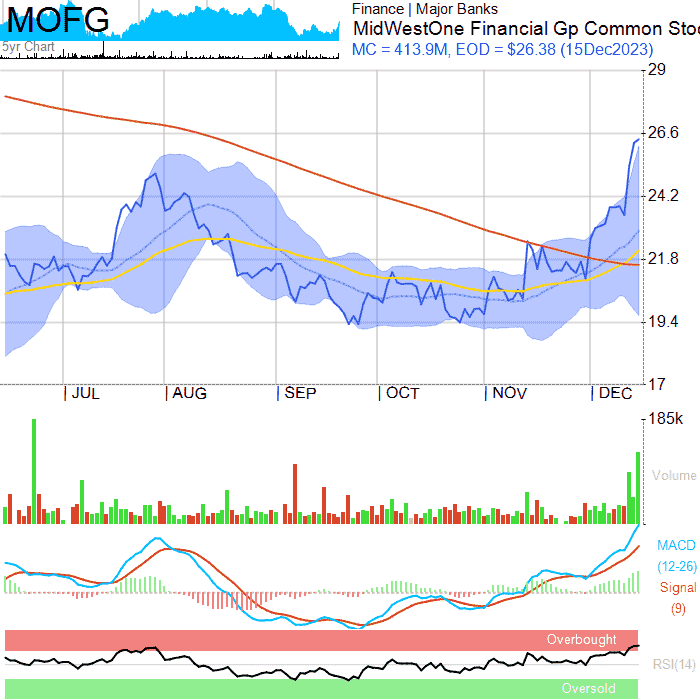 MOFG
5yr Chart
Finance | Major Banks
MidWestOne Financial Gp Common Stoc
MC = 413.9M, EOD = $26.38 (15Dec2023)
29
26.6
24.2
21.8
19.4
17
JUL AUG SEP OCT NOV DEC
185k
Volume
MACD
(12-26)
Signal
(9)
Overbought
RSI(14)
Oversold